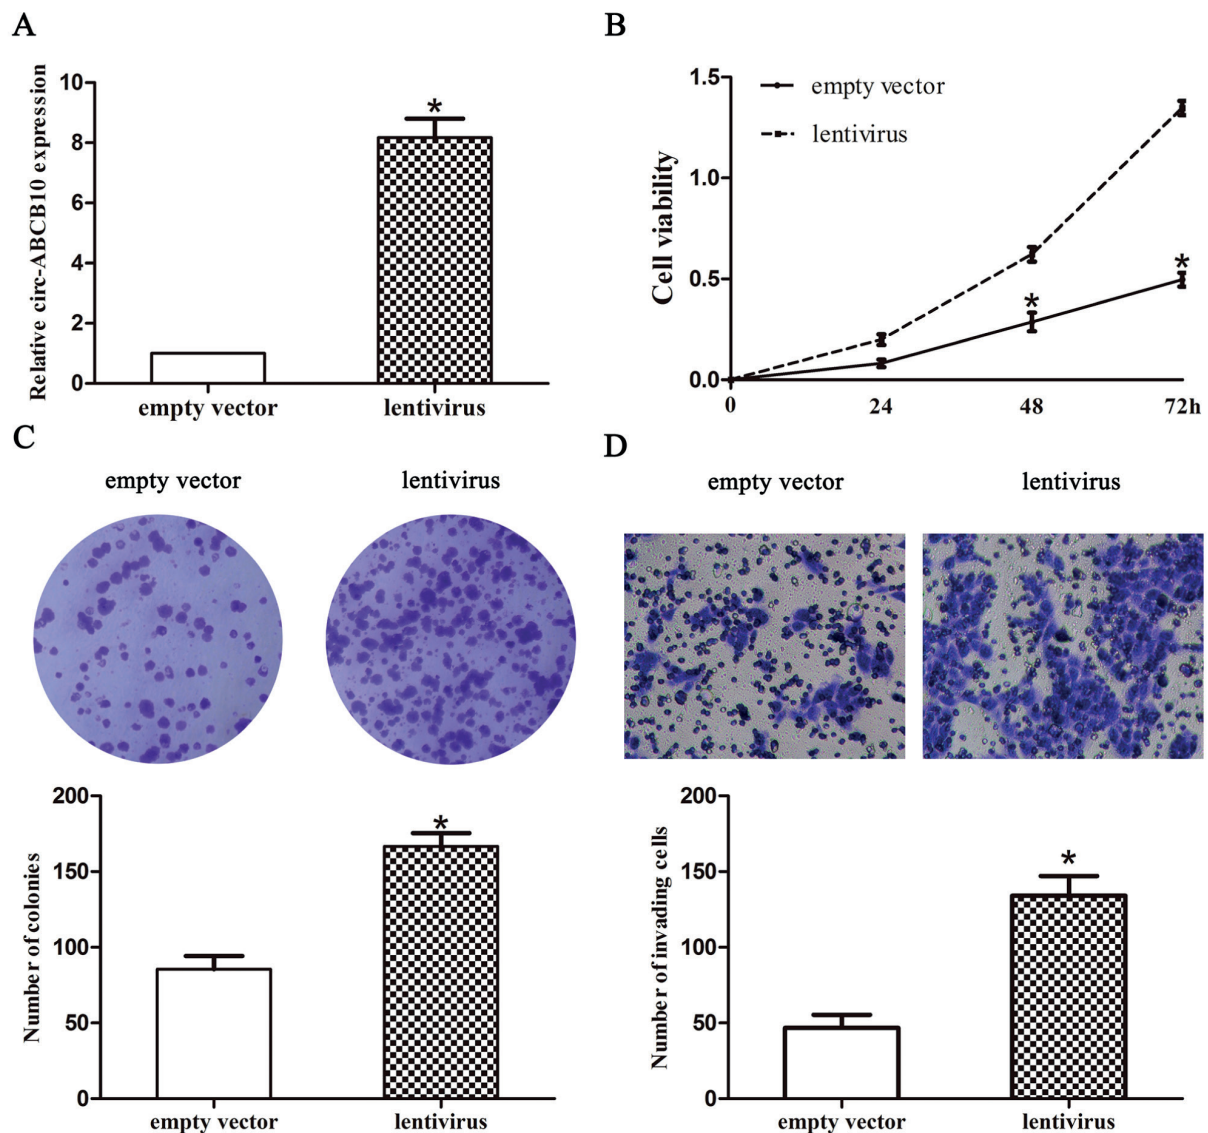 A
Relative circ-ABCB10 expression
10
8
6
4
2
0
*
empty vector
lentivirus
B
Cell viability
1.5
1.0
0.5
0.0
empty vector
lentivirus
*
*
0
24
48
72h
C
empty vector
lentivirus
Number of colonies
200
150
100
50
0
*
empty vector
lentivirus
D
empty vector
lentivirus
Number of invading cells
200
150
100
50
0
*
empty vector
lentivirus